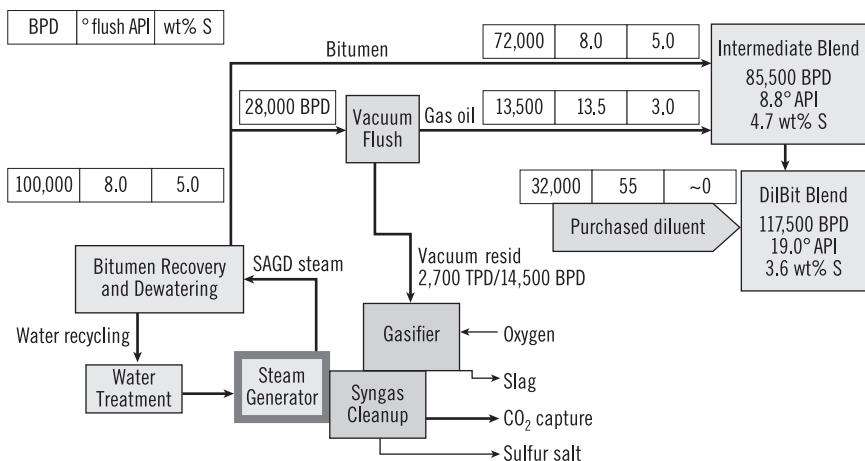 BPD ° flush API wt% S
Bitumen
72,000 8.0 5.0
Intermediate Blend
85,500 BPD
8.8° API
4.7 wt% S
28,000 BPD
Vacuum
Flush
Gas oil
13,500 13.5 3.0
100,000 8.0 5.0
32,000 55 ~0
Purchased diluent
DilBit Blend
117,500 BPD
19.0° API
3.6 wt% S
Bitumen Recovery
and Dewatering
SAGD steam
Vacuum resid
2,700 TPD/14,500 BPD
Gasifier
Oxygen
Water recycling
Water
Treatment
Steam
Generator
Syngas
Cleanup
Slag
CO₂ capture
Sulfur salt